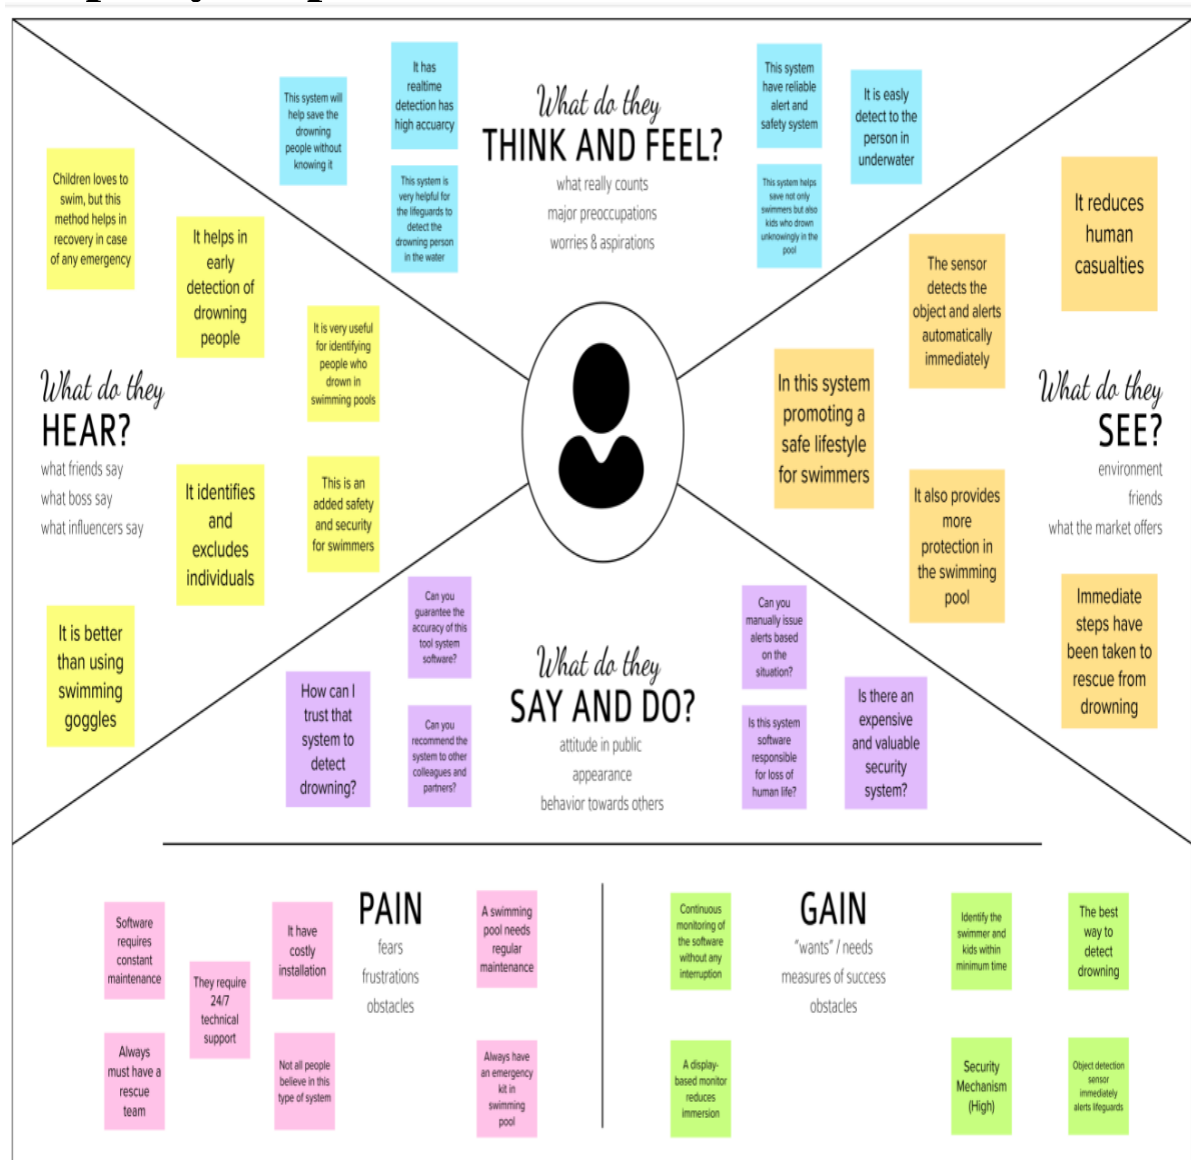 This system will
help save the
drowning
people without
knowing it
It has
realtime
detection has
high accuarcy
This system is
very helpful for
the lifeguards to
detect the
drowning person
in the water
What do they
THINK AND FEEL?
what really counts
major preoccupations
worries & aspirations
This system
have reliable
alert and
safety system
It is easly
detect to the
person in
underwater
This system helps
save not only
swimmers but also
kids who drown
unknowingly in the
pool
Children loves to
swim, but this
method helps in
recovery in case
of any emergency
It helps in
early
detection of
drowning
people
It is very useful
for identifying
people who
drown in
swimming pools
What do they
HEAR?
what friends say
what boss say
what influencers say
It identifies
and
excludes
individuals
This is an
added safety
and security
for swimmers
It is better
than using
swimming
goggles
It reduces
human
casualties
The sensor
detects the
object and alerts
automatically
immediately
In this system
promoting a
safe lifestyle
for swimmers
What do they
SEE?
environment
friends
what the market offers
It also provides
more
protection in
the swimming
pool
Immediate
steps have
been taken to
rescue from
drowning
Can you
guarantee the
accuracy of this
tool system
software?
How can I
trust that
system to
detect
drowning?
Can you
recommend the
system to other
colleagues and
partners?
What do they
SAY AND DO?
attitude in public
appearance
behavior towards others
Can you
manually issue
alerts based
on the
situation?
Is this system
software
responsible
for loss of
human life?
Is there an
expensive
and valuable
security
system?
Software
requires
constant
maintenance
They require
24/7
technical
support
It have
costly
installation
Always
must have a
rescue
team
Not all people
believe in this
type of system
PAIN
fears
frustrations
obstacles
A swimming
pool needs
regular
maintenance
Always have
an emergency
kit in
swimming
pool
Continuous
monitoring of
the software
without any
interruption
A display-
based monitor
reduces
immersion
GAIN
"wants" / needs
measures of success
obstacles
Identify the
swimmer and
kids within
minimum time
The best
way to
detect
drowning
Security
Mechanism
(High)
Object detection
sensor
immediately
alerts lifeguards